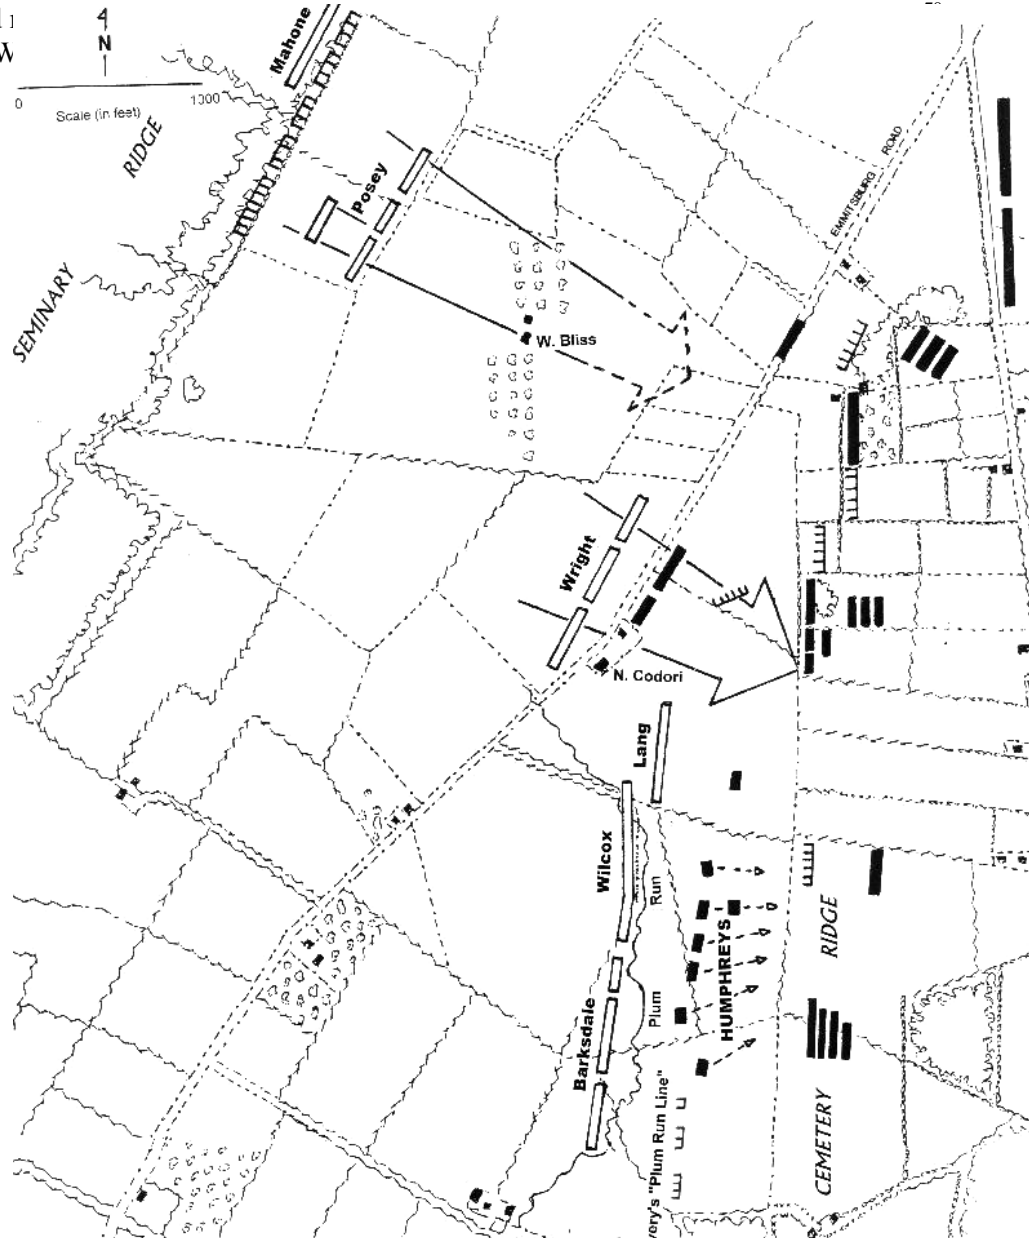 N
0
1000
Scale (in feet)
RIDGE
SEMINARY
Mahone
Posey
EMMITSBURG
ROAD
W. Bliss
Wright
N. Codori
Lang
Wilcox
Run
RIDGE
HUMPHREYS
Plum
Barksdale
CEMETERY
very's "Plum Run Line"